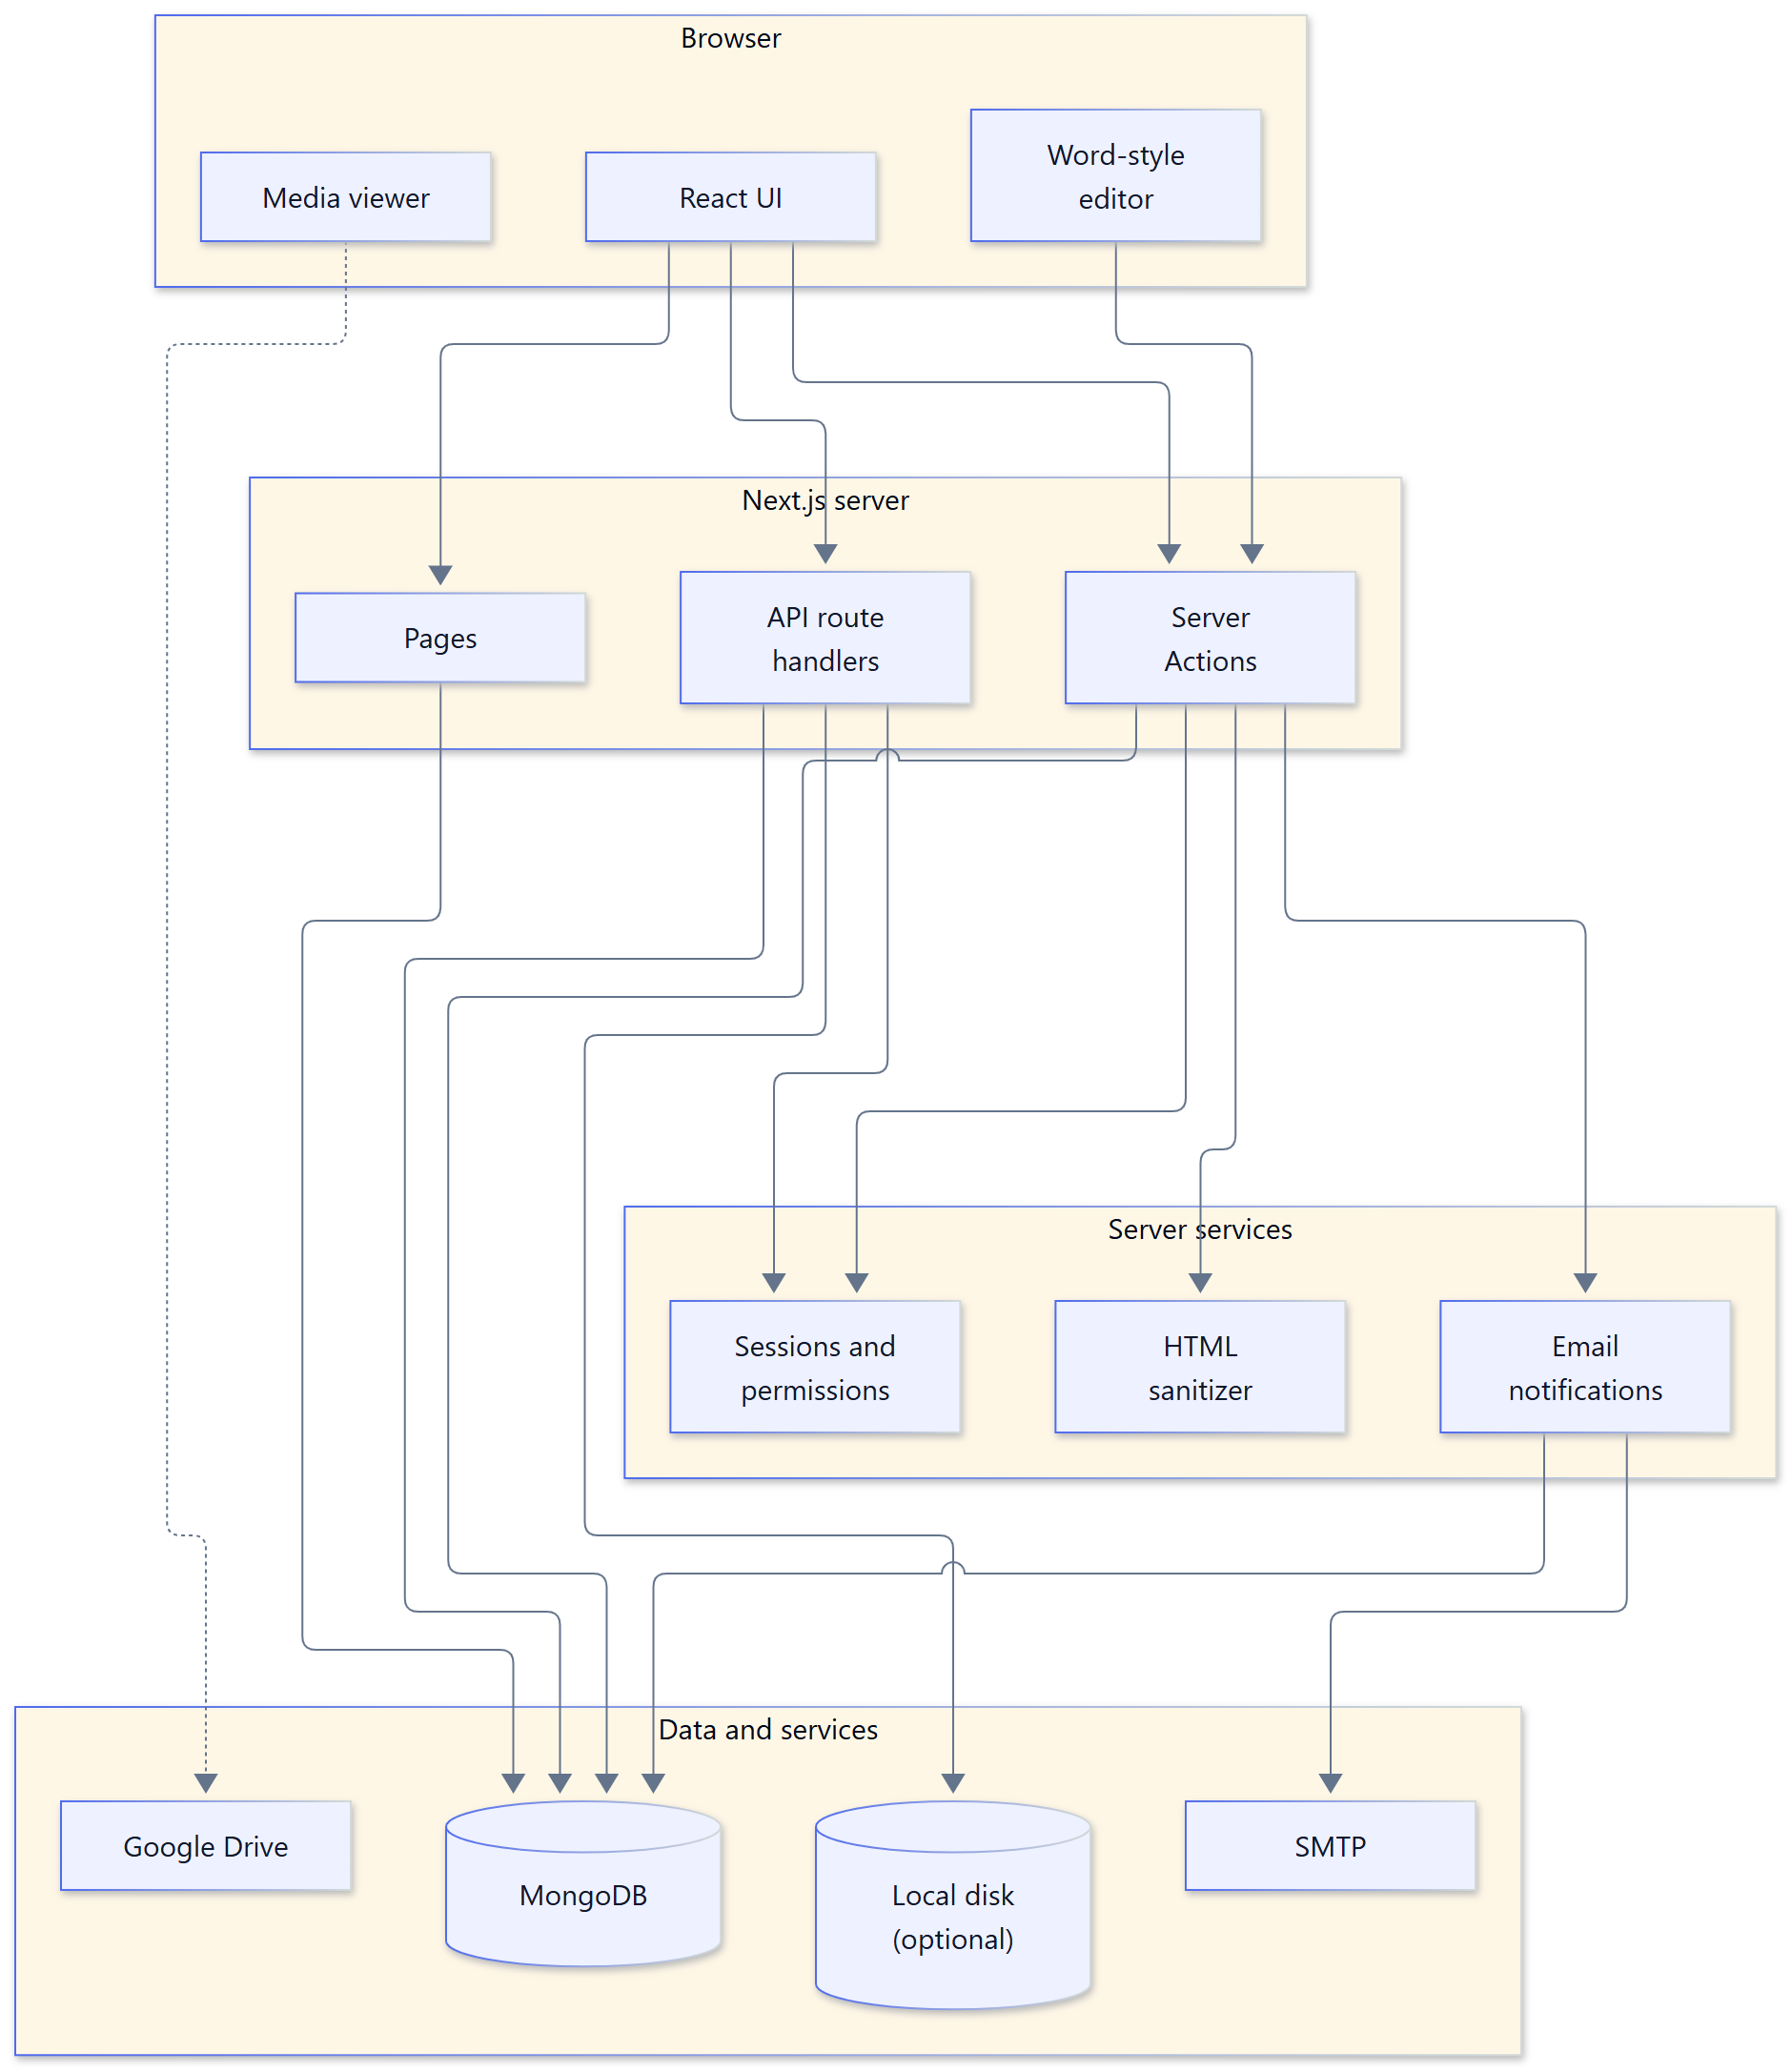 Browser
Media viewer
React UI
Word-style
editor
Next.js server
Pages
API route
handlers
Server
Actions
Server services
Sessions and
permissions
HTML
sanitizer
Email
notifications
Data and services
Google Drive
MongoDB
Local disk
(optional)
SMTP